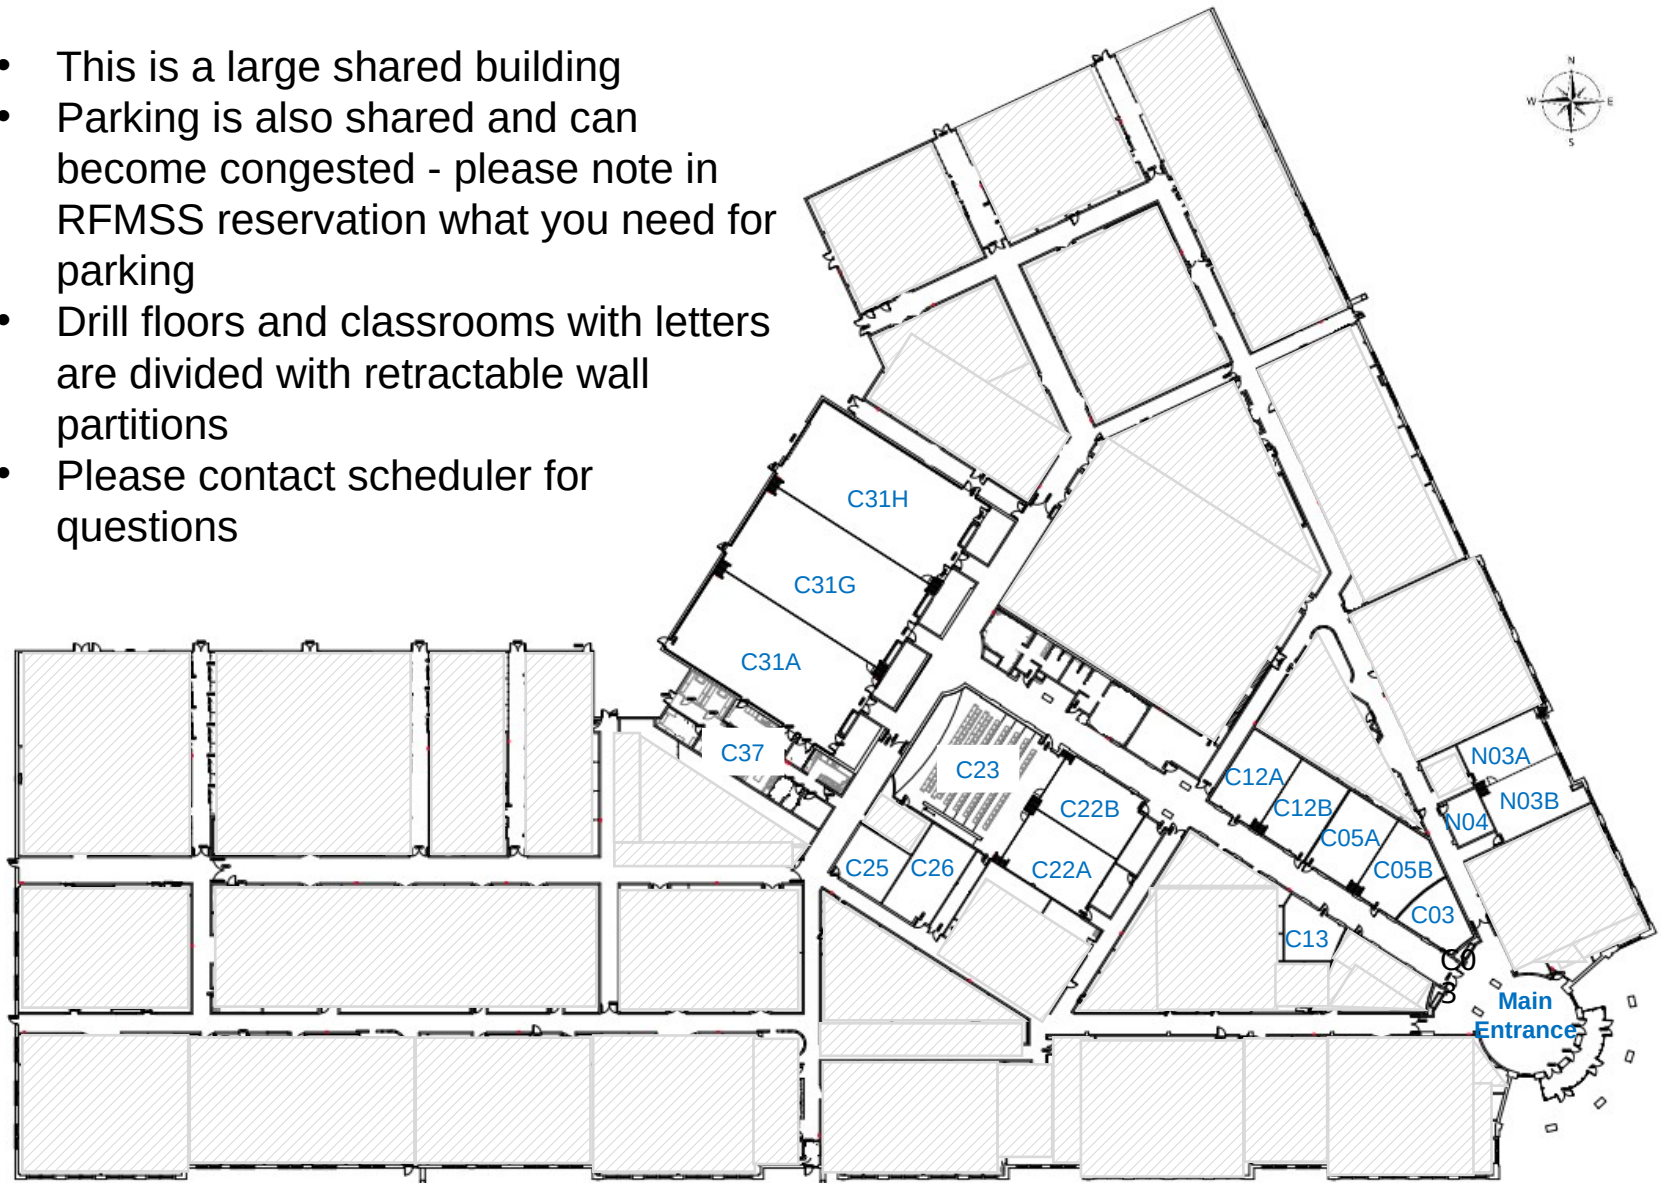 • This is a large shared building
• Parking is also shared and can
become congested - please note in
RFMSS reservation what you need for
parking
• Drill floors and classrooms with letters
are divided with retractable wall
partitions
• Please contact scheduler for
questions
N
W E
S
C31H
C31G
C31A
C37
C23
C22B
C22A
C25
C26
C12A
C12B
C05A
C05B
C03
C13
N03A
N03B
N04
C0
3
Main
Entrance